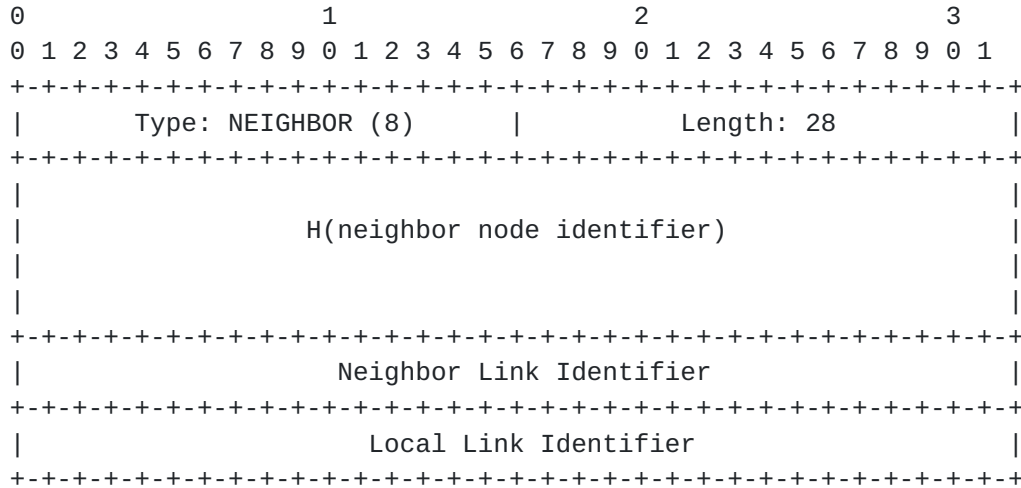 0                   1                   2                   3
0 1 2 3 4 5 6 7 8 9 0 1 2 3 4 5 6 7 8 9 0 1 2 3 4 5 6 7 8 9 0 1
+-+-+-+-+-+-+-+-+-+-+-+-+-+-+-+-+-+-+-+-+-+-+-+-+-+-+-+-+-+-+-+-+
|       Type: NEIGHBOR (8)      |          Length: 28           |
+-+-+-+-+-+-+-+-+-+-+-+-+-+-+-+-+-+-+-+-+-+-+-+-+-+-+-+-+-+-+-+-+
|                                                               |
|                  H(neighbor node identifier)                  |
|                                                               |
|                                                               |
+-+-+-+-+-+-+-+-+-+-+-+-+-+-+-+-+-+-+-+-+-+-+-+-+-+-+-+-+-+-+-+-+
|                    Neighbor Link Identifier                   |
+-+-+-+-+-+-+-+-+-+-+-+-+-+-+-+-+-+-+-+-+-+-+-+-+-+-+-+-+-+-+-+-+
|                      Local Link Identifier                    |
+-+-+-+-+-+-+-+-+-+-+-+-+-+-+-+-+-+-+-+-+-+-+-+-+-+-+-+-+-+-+-+-+